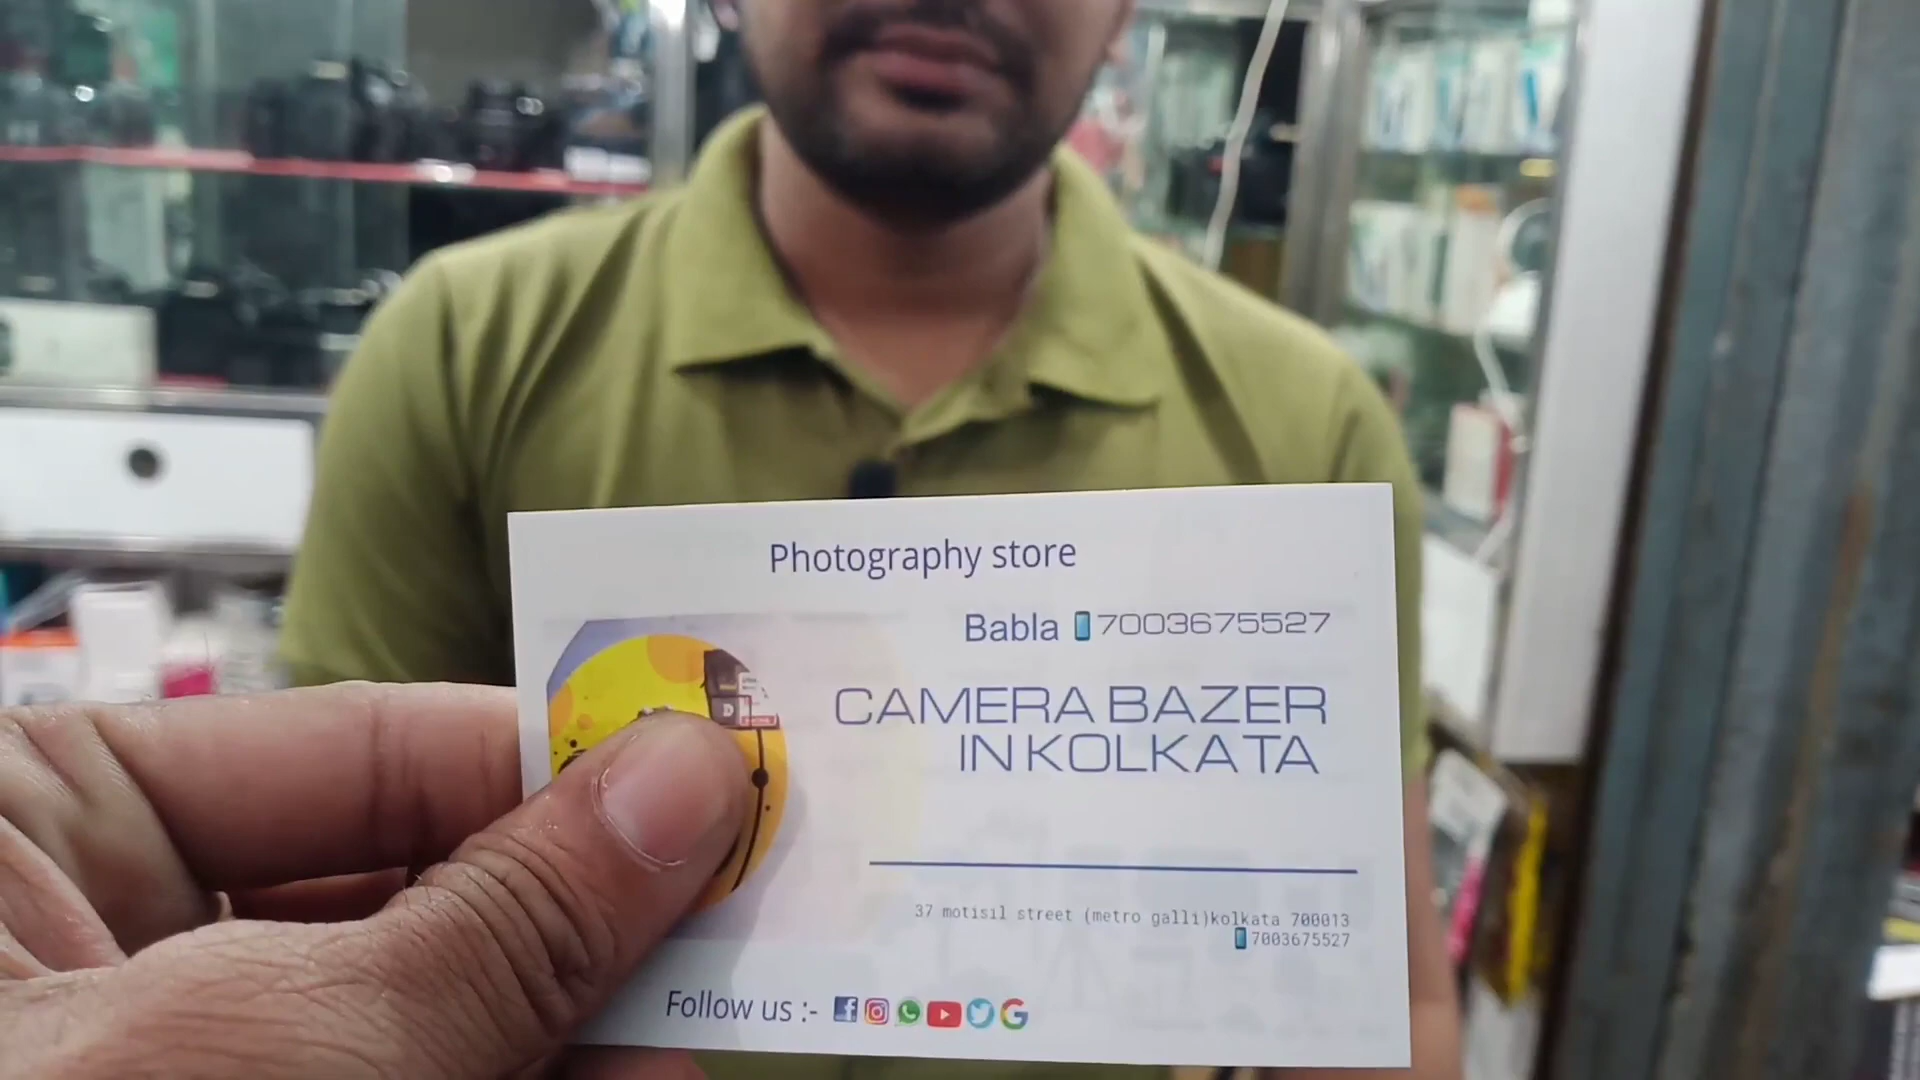 Photography store
Babla 7003675527
CAMERA BAZER
IN KOLKATA
37 motisil street (metro galli)kolkata 700013
7003675527
Follow us :-